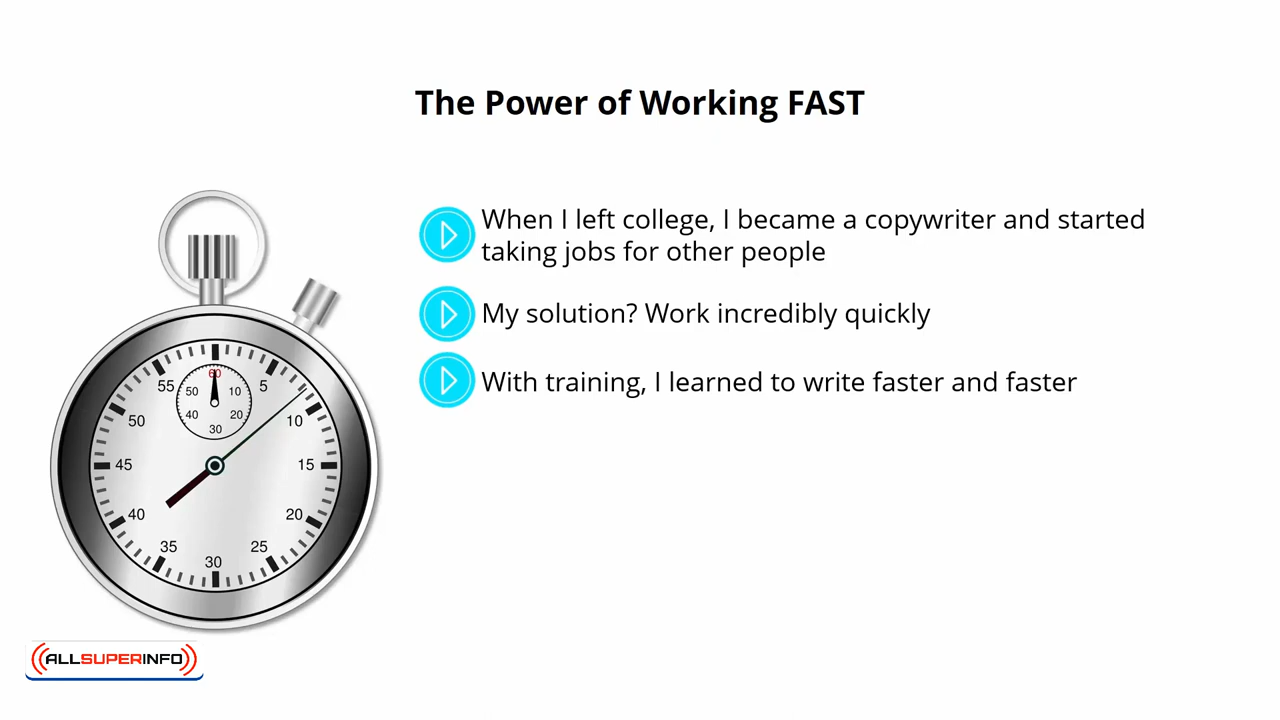 The Power of Working FAST
When I left college, I became a copywriter and started
taking jobs for other people
My solution? Work incredibly quickly
With training, I learned to write faster and faster
60
55
5
50
10
50
10
40
20
30
45
15
40
20
35
25
30
ALLSUPERINFO